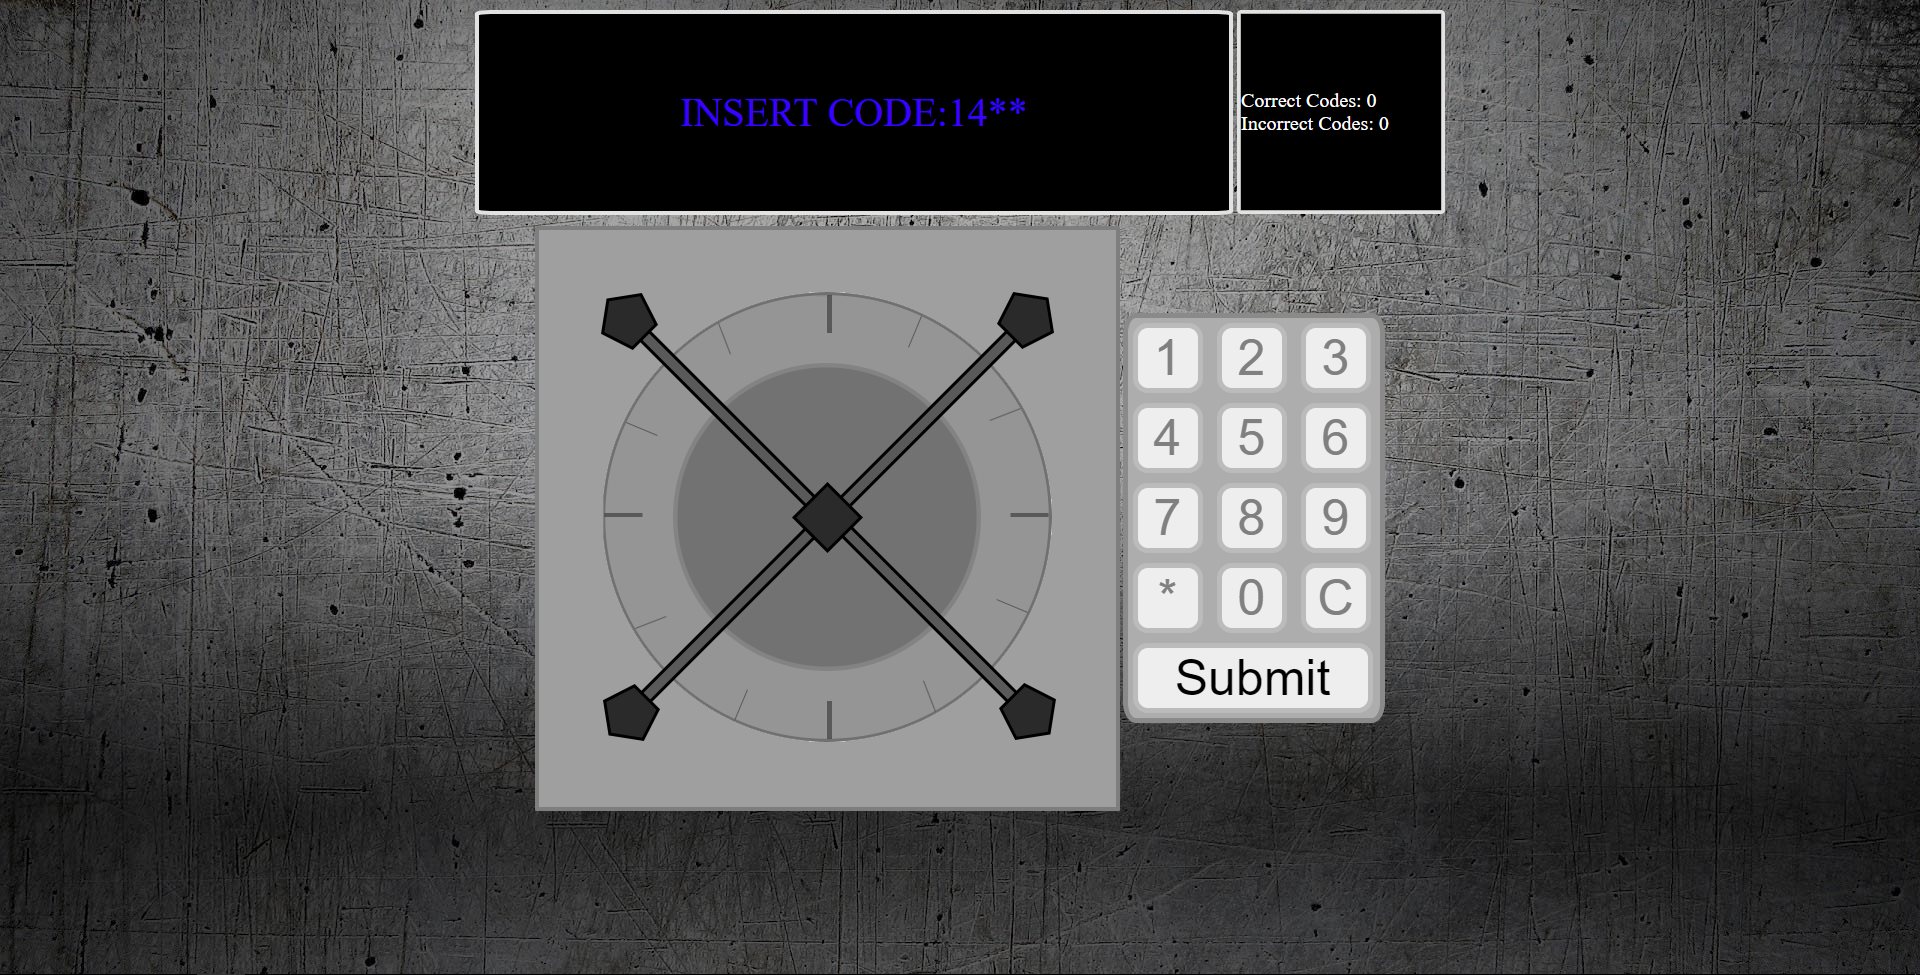 INSERT CODE:14**
Correct Codes: 0
Incorrect Codes: 0
1 2 3
4 5 6
7 8 9
* 0 C
Submit